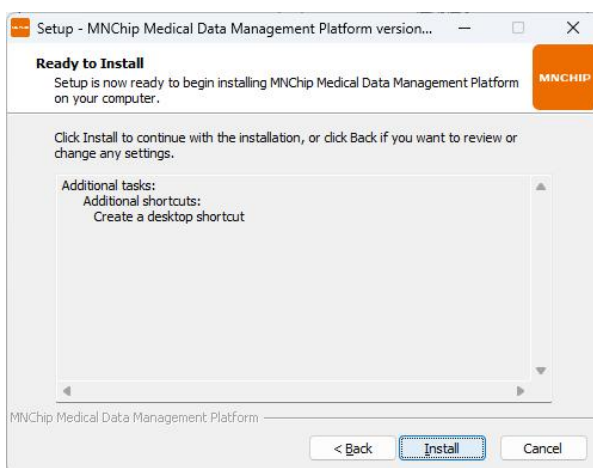 Setup - MNChip Medical Data Management Platform version...
Ready to Install
Setup is now ready to begin installing MNChip Medical Data Management Platform
on your computer.
MNCHIP
Click Install to continue with the installation, or click Back if you want to review or
change any settings.
Additional tasks:
Additional shortcuts:
Create a desktop shortcut
MNChip Medical Data Management Platform
< Back
Install
Cancel